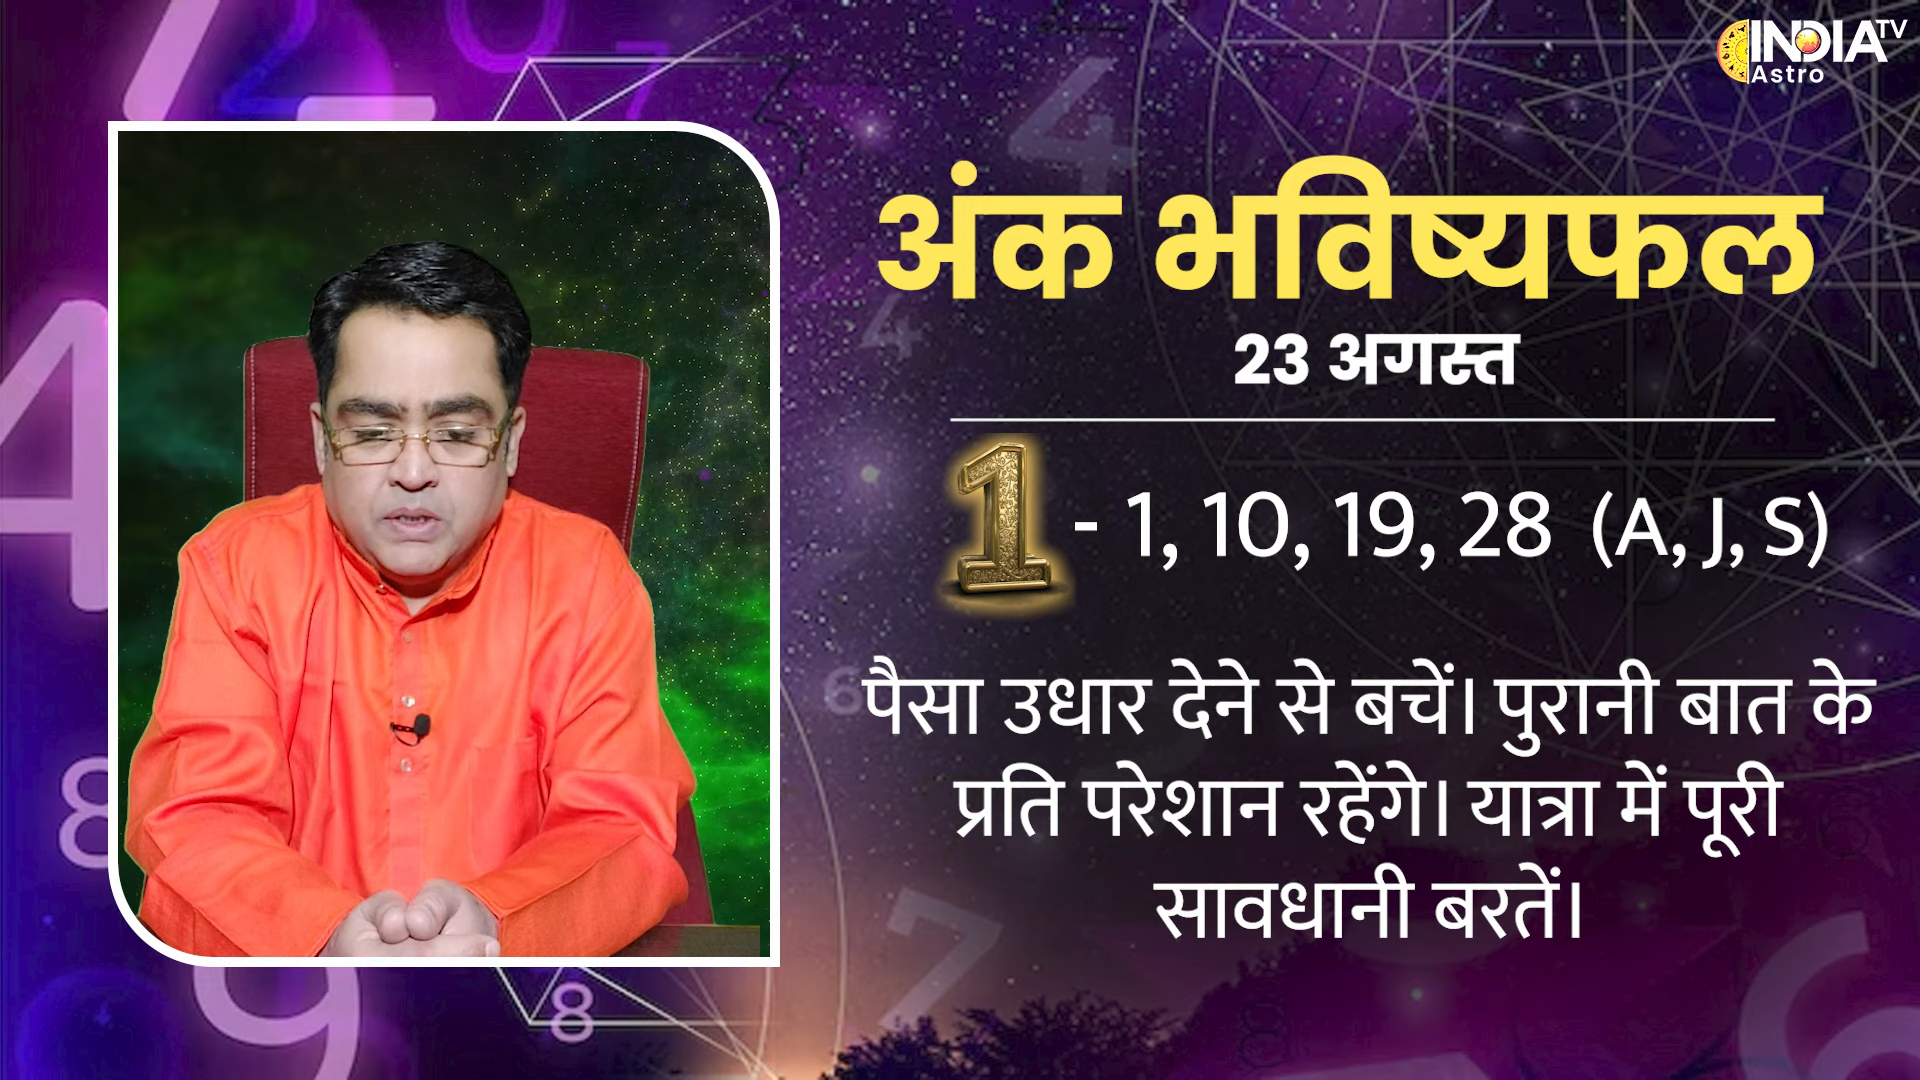 INDIA TV
Astro
अंक भविष्यफल
23 अगस्त
1 - 1, 10, 19, 28 (A, J, S)
पैसा उधार देने से बचें। पुरानी बात के
प्रति परेशान रहेंगे। यात्रा में पूरी
सावधानी बरतें।